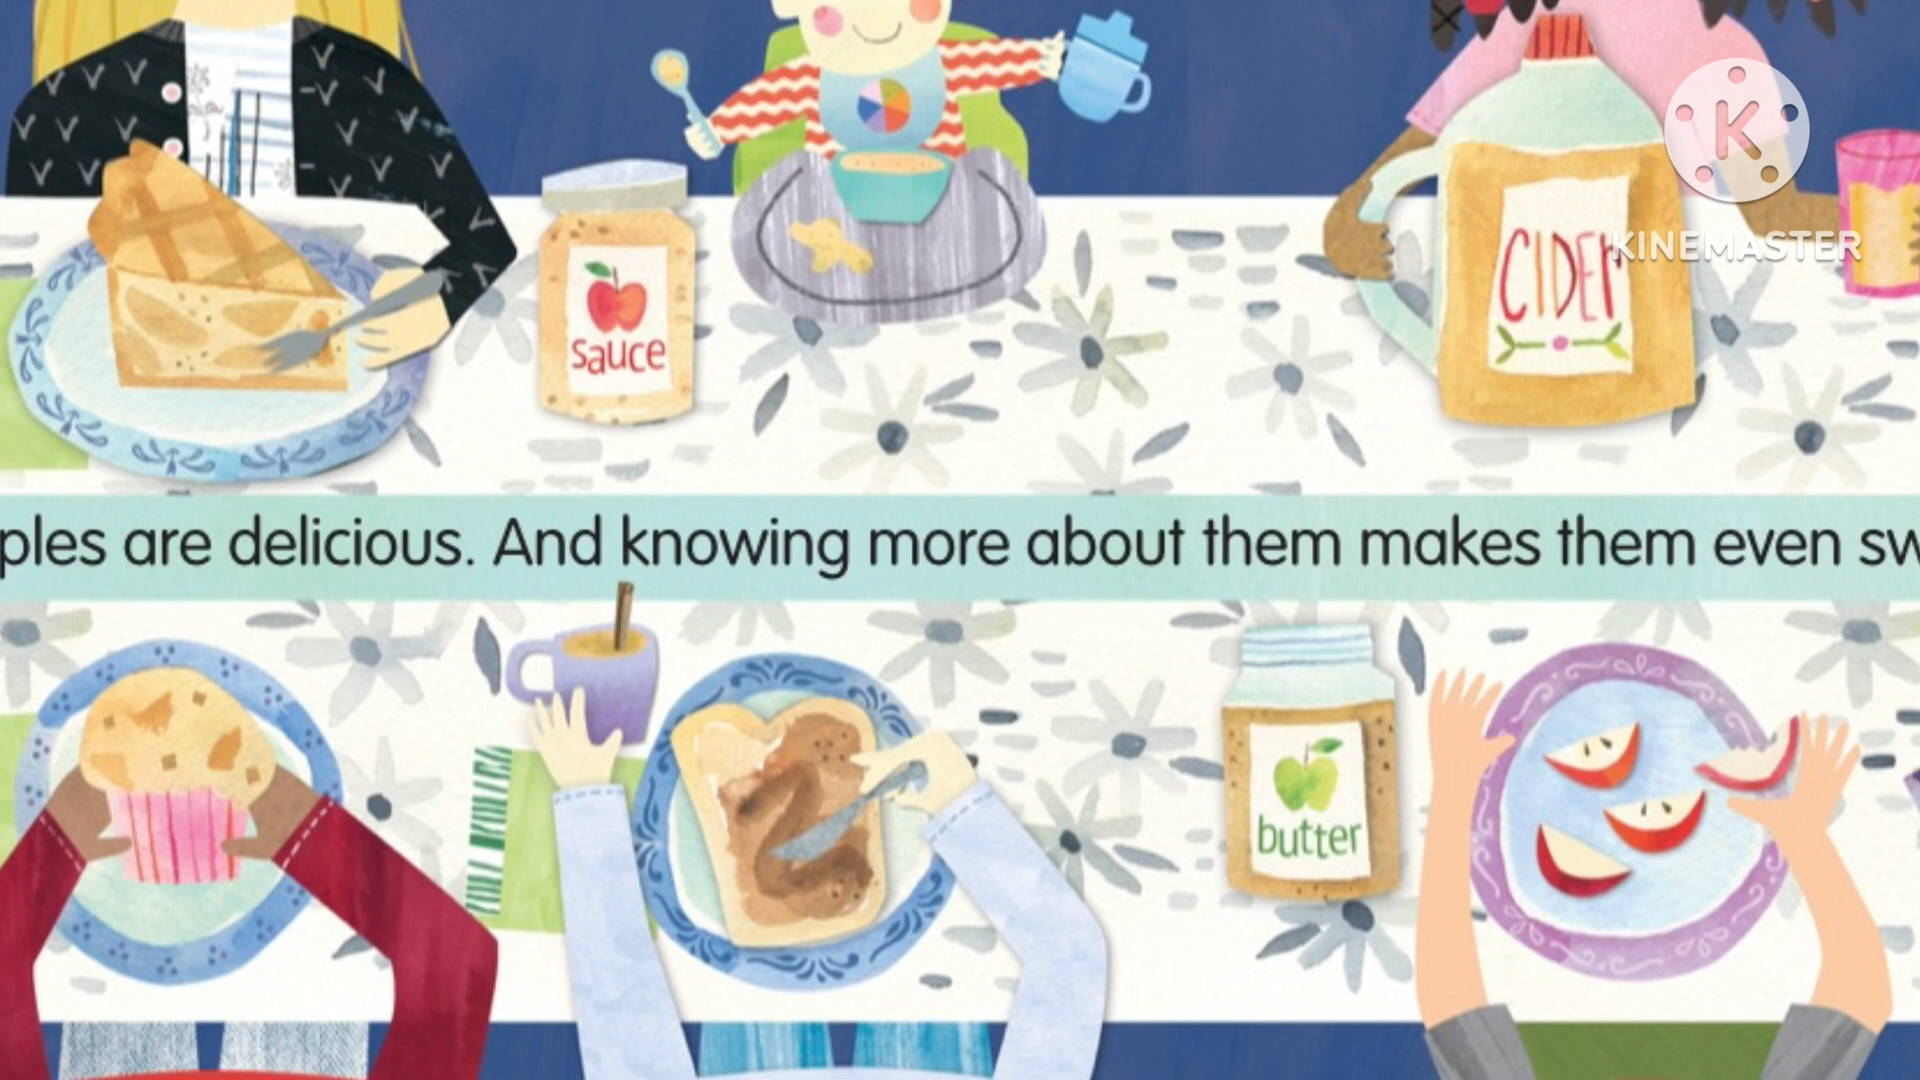 CIDER
KINEMASTER
sauce
ples are delicious. And knowing more about them makes them even sw
butter